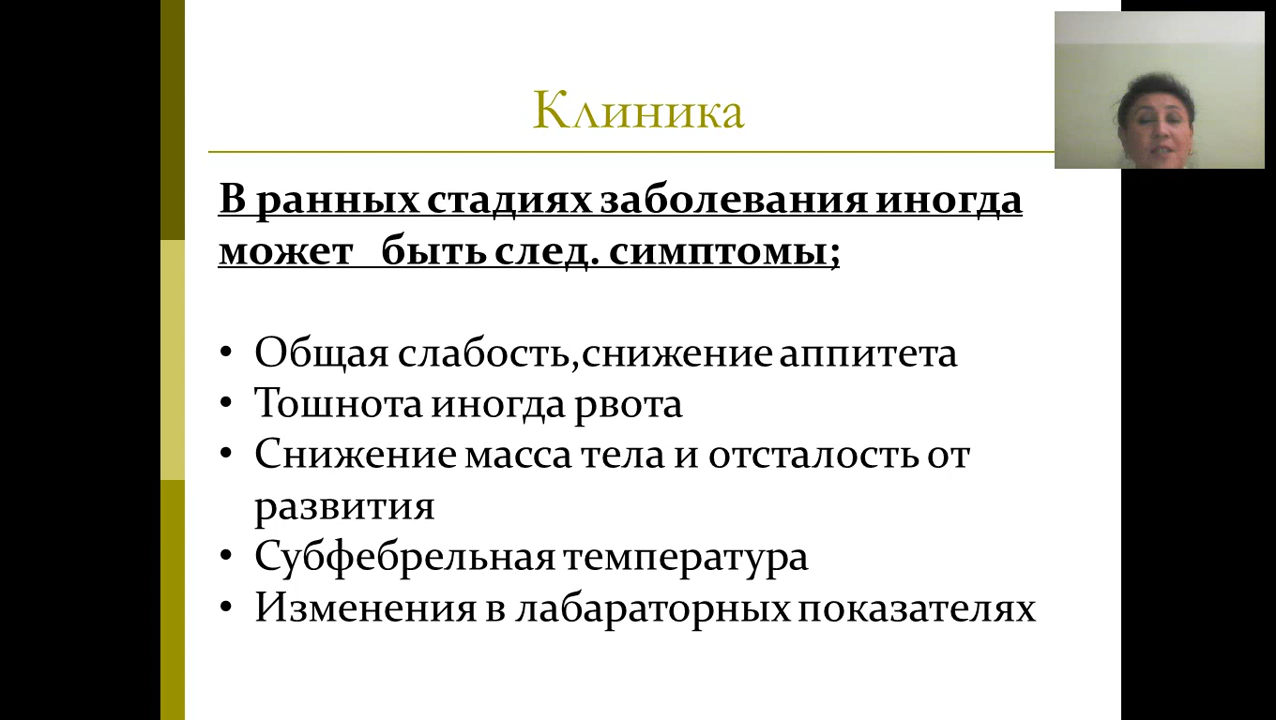 Клиника
В ранных стадиях заболевания иногда
может быть след. симптомы;
• Общая слабость,снижение аппитета
• Тошнота иногда рвота
• Снижение масса тела и отсталость от
развития
• Субфебрельная температура
• Изменения в лабараторных показателях